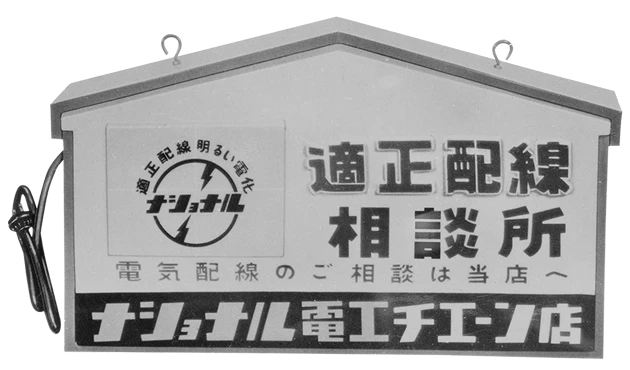 適正配線明るい電化
ナショナル
適正配線
相談所
電気配線のご相談は当店へ
ナショナル電工チエーン店